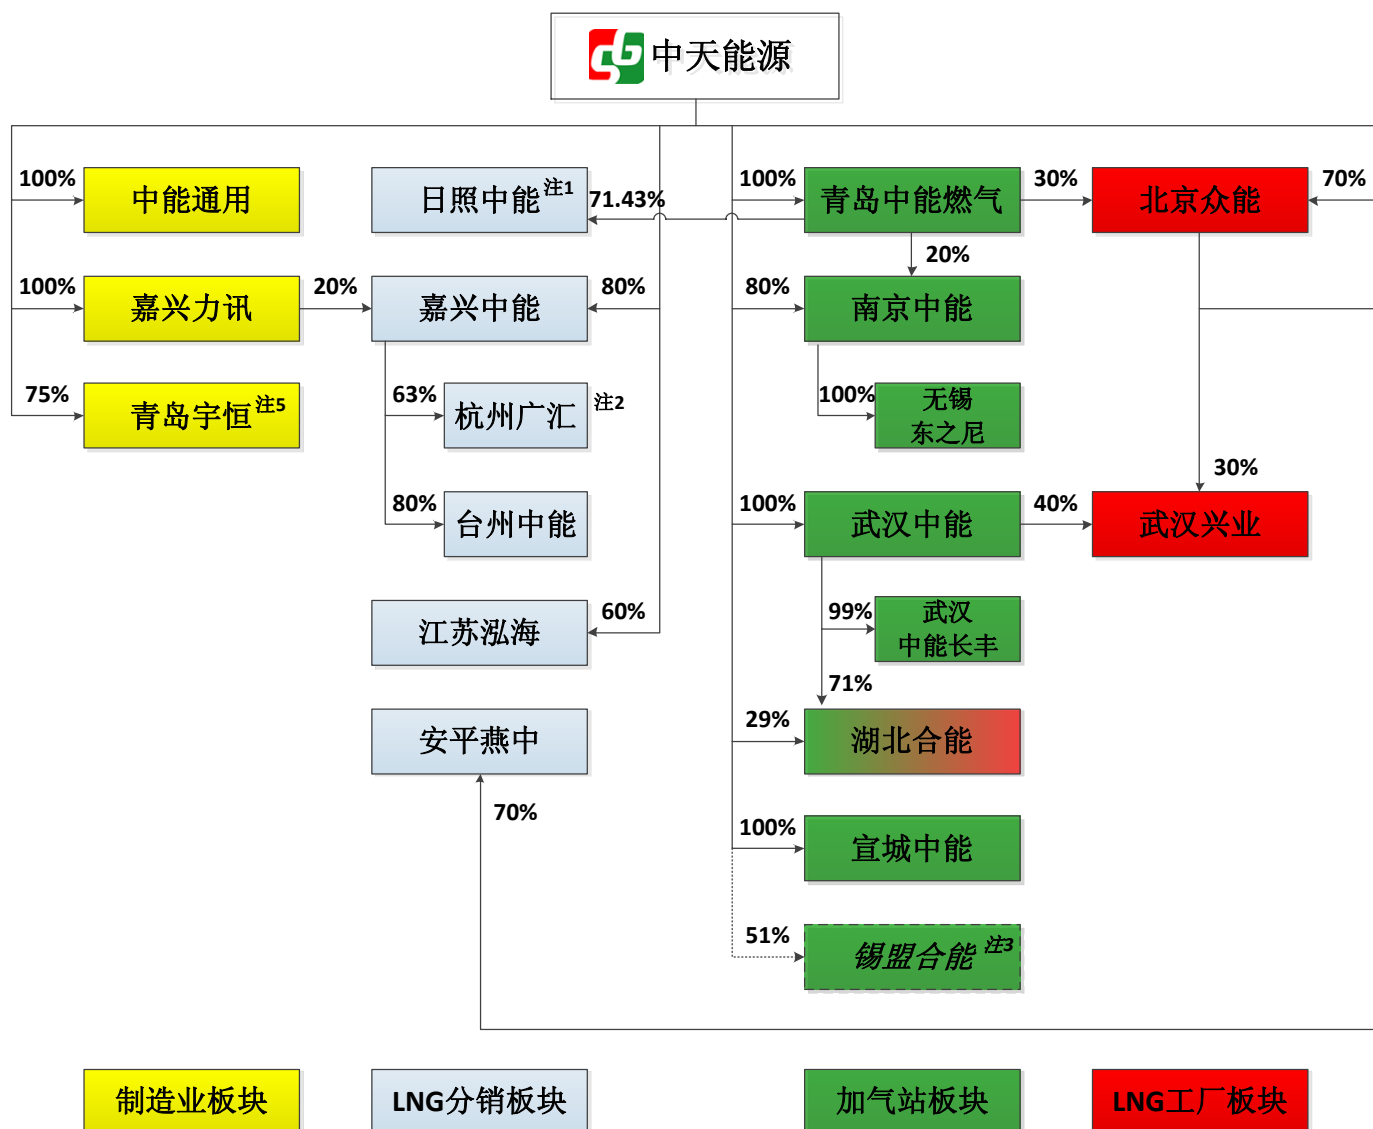 中天能源
100%
中能通用
日照中能注1
71.43%
100%
青岛中能燃气
30%
北京众能
70%
20%
100%
嘉兴力讯
20%
嘉兴中能
80%
80%
南京中能
75%
青岛宇恒注5
63%
杭州广汇
注2
100%
无锡
东之尼
30%
80%
台州中能
100%
武汉中能
40%
武汉兴业
江苏泓海
60%
99%
武汉
中能长丰
71%
安平燕中
29%
湖北合能
70%
100%
宣城中能
51%
锡盟合能注3
制造业板块
LNG分销板块
加气站板块
LNG工厂板块